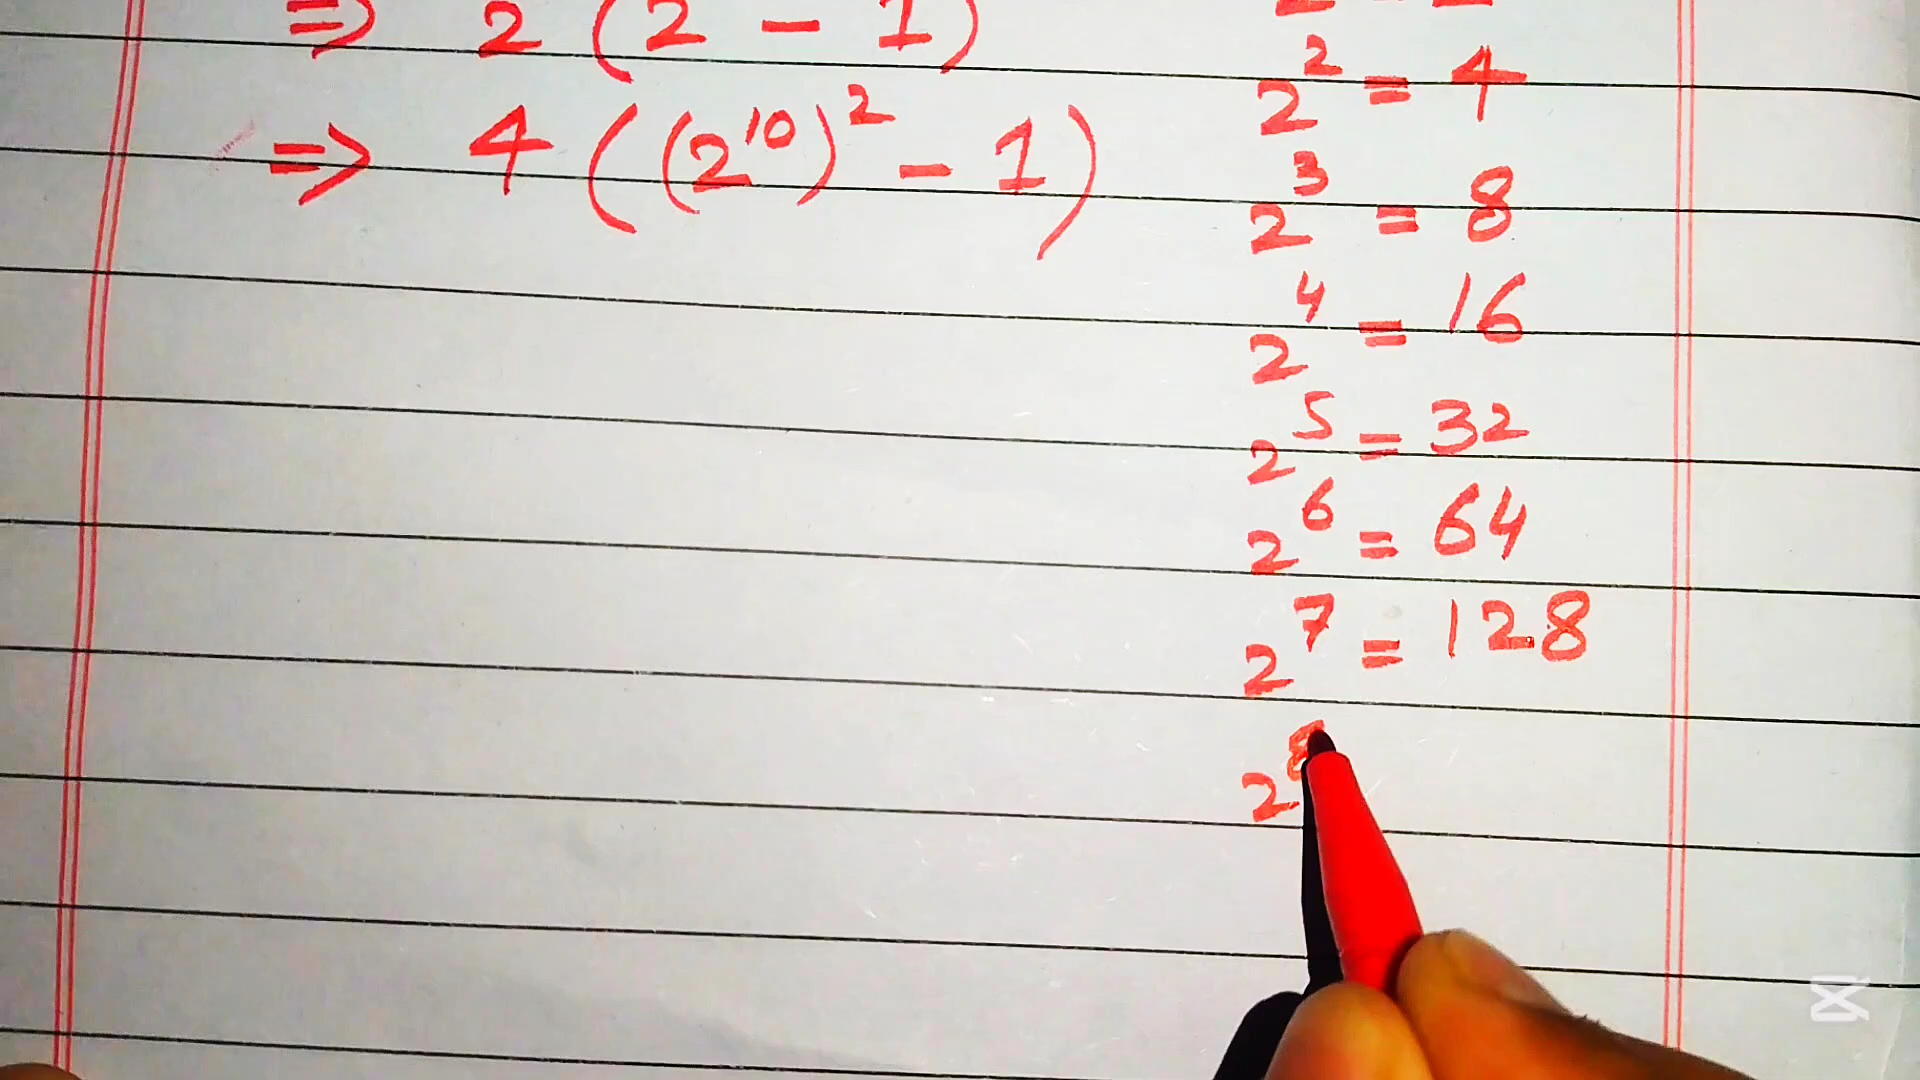 ⇒ 2 (2 - 1)
⇒ 4 ((2¹⁰)² - 1)
2² = 4
2³ = 8
2⁴ = 16
2⁵ = 32
2⁶ = 64
2⁷ = 128
2⁸